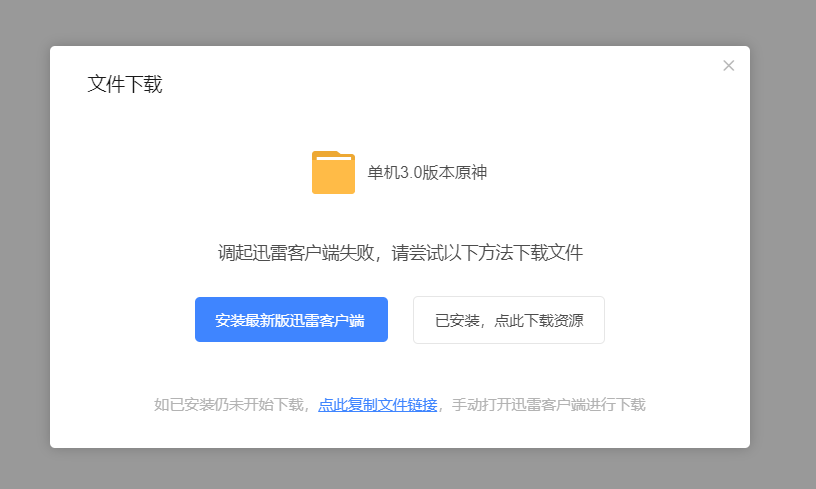 文件下载
单机3.0版本原神
调起迅雷客户端失败，请尝试以下方法下载文件
安装最新版迅雷客户端
已安装，点此下载资源
如已安装仍未开始下载，点此复制文件链接，手动打开迅雷客户端进行下载